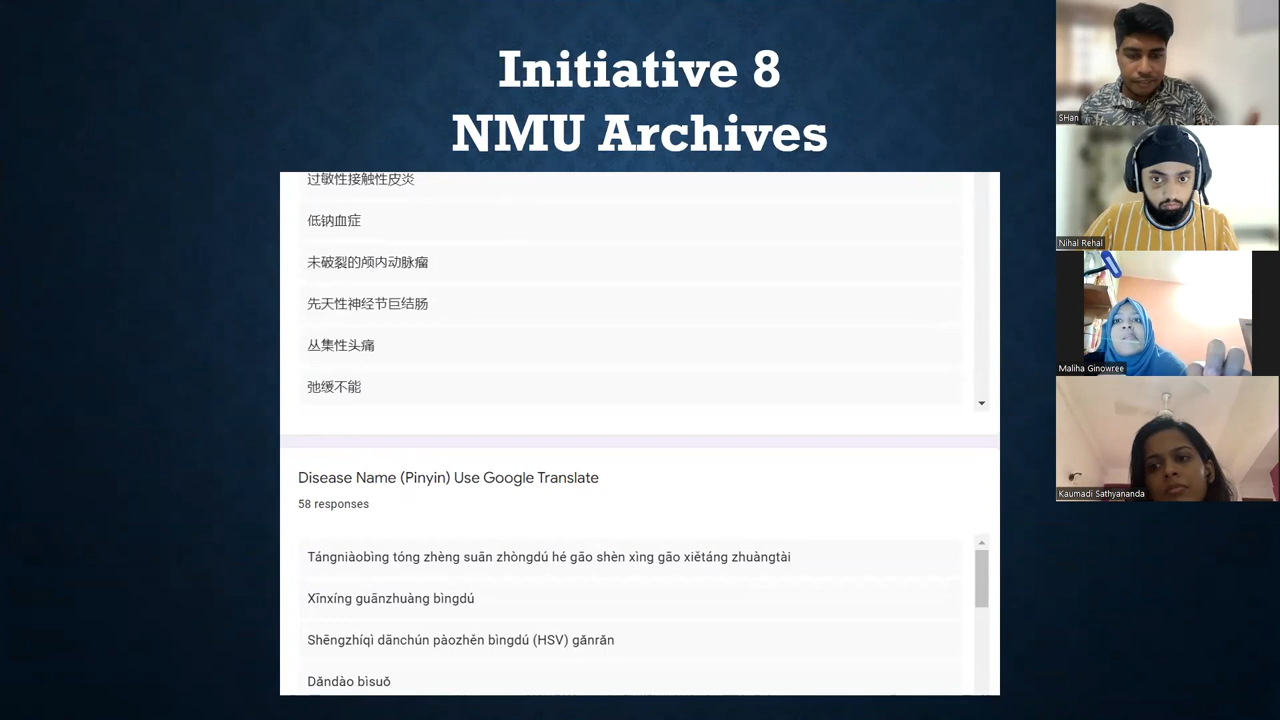 Initiative 8
NMU Archives
过敏性接触性皮炎
低钠血症
未破裂的颅内动脉瘤
先天性神经节巨结肠
丛集性头痛
弛缓不能
Disease Name (Pinyin) Use Google Translate
58 responses
Tángniàobìng tóng zhèng suān zhòngdú hé gāo shèn xìng gāo xiětáng zhuàngtài
Xīnxíng guānzhuàng bìngdú
Shēngzhíqì dānchún pàozhěn bìngdú (HSV) gǎnrǎn
Dǎndào bìsuǒ
SHan
Nihal Rehal
Maliha Ginowree
Kaumadi Sathyananda